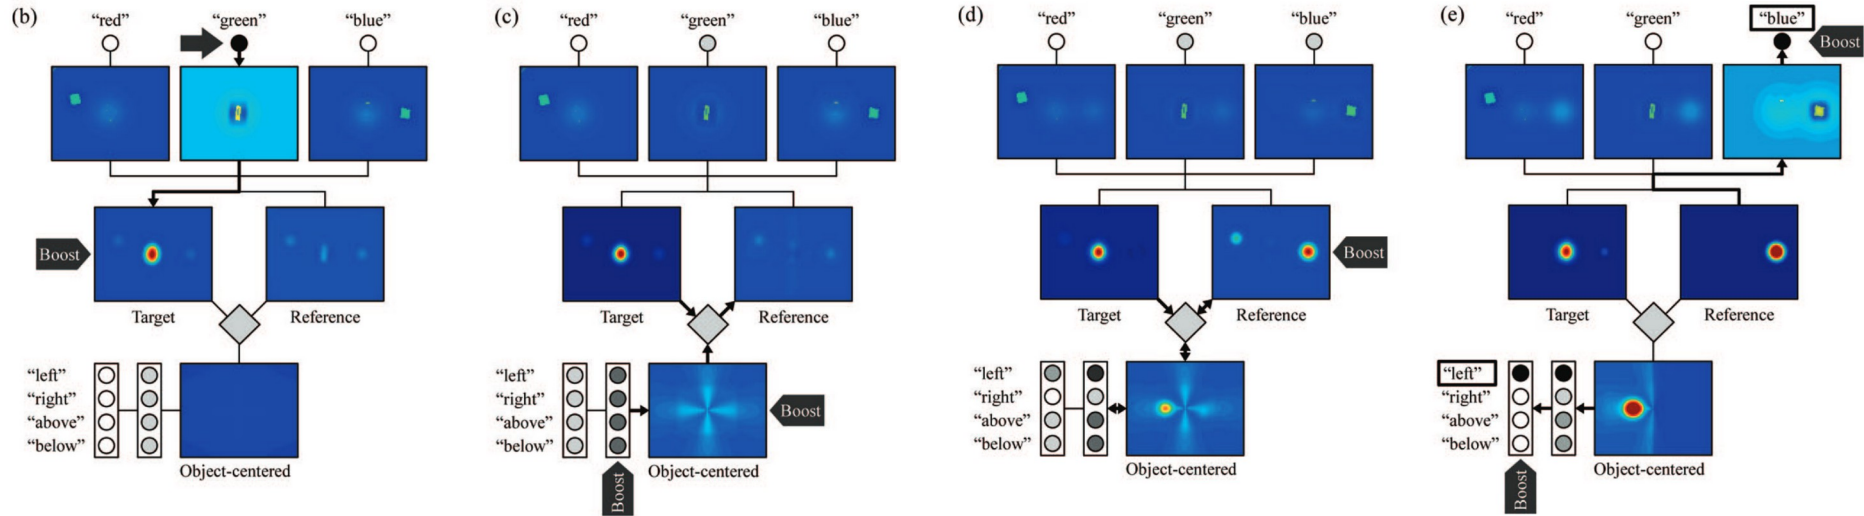 (b)
“red” “green” “blue”
Boost
Target Reference
“left”
“right”
“above”
“below”
Object-centered
(c)
“red” “green” “blue”
Target Reference
“left”
“right”
“above”
“below”
Boost
Object-centered
Boost
(d)
“red” “green” “blue”
Boost
Target Reference
“left”
“right”
“above”
“below”
Object-centered
(e)
“red” “green” “blue”
Boost
Target Reference
“left”
“right”
“above”
“below”
Object-centered
Boost